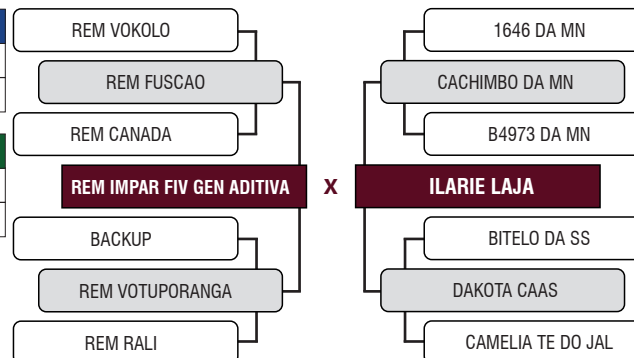 REM VOKOLO
REM FUSCAO
REM CANADA
REM IMPAR FIV GEN ADITIVA
BACKUP
REM VOTUPORANGA
REM RALI
X
1646 DA MN
CACHIMBO DA MN
B4973 DA MN
ILARIE LAJA
BITELO DA SS
DAKOTA CAAS
CAMELIA TE DO JAL